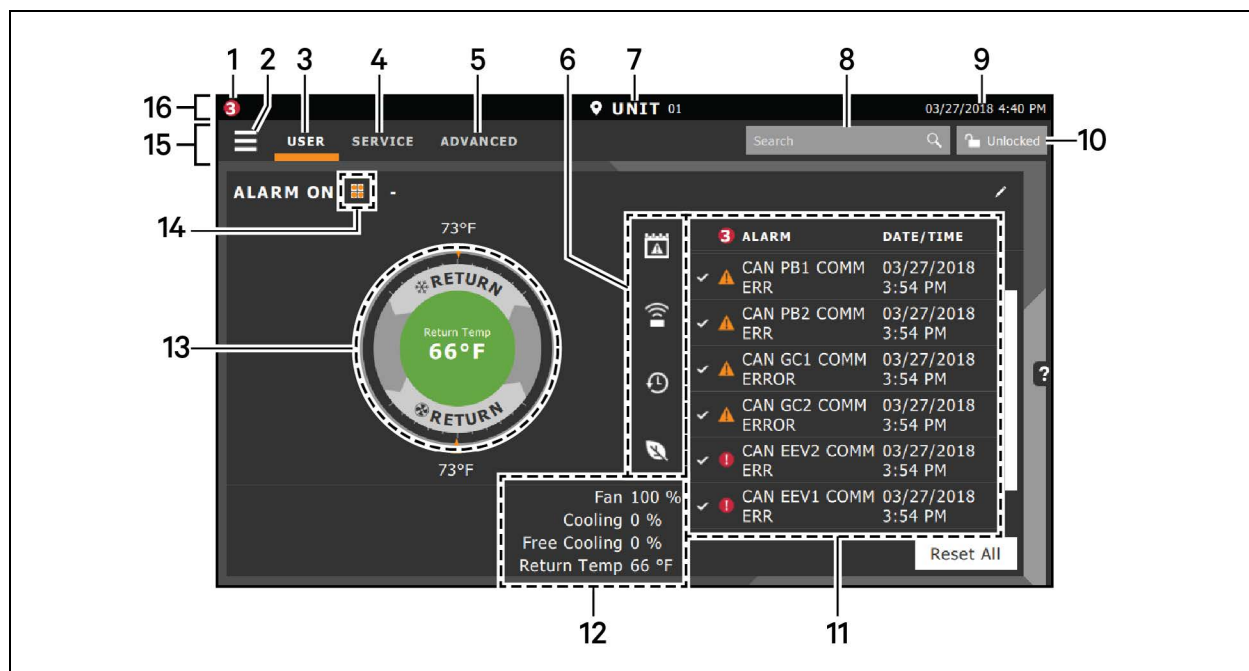 1 2 3 4 5 6 7 8 9
16 3 UNIT 01 03/27/2018 4:40 PM
15 USER SERVICE ADVANCED Search Unlocked 10
ALARM ON -
14
73°F
RETURN
Return Temp
66°F
RETURN
73°F
13
3 ALARM DATE/TIME
CAN PB1 COMM 03/27/2018
ERR 3:54 PM
CAN PB2 COMM 03/27/2018
ERR 3:54 PM
CAN GC1 COMM 03/27/2018
ERROR 3:54 PM
?
CAN GC2 COMM 03/27/2018
ERROR 3:54 PM
CAN EEV2 COMM 03/27/2018
ERR 3:54 PM
CAN EEV1 COMM 03/27/2018
ERR 3:54 PM
Fan 100 %
Cooling 0 %
Free Cooling 0 %
Return Temp 66 °F
Reset All
12 11